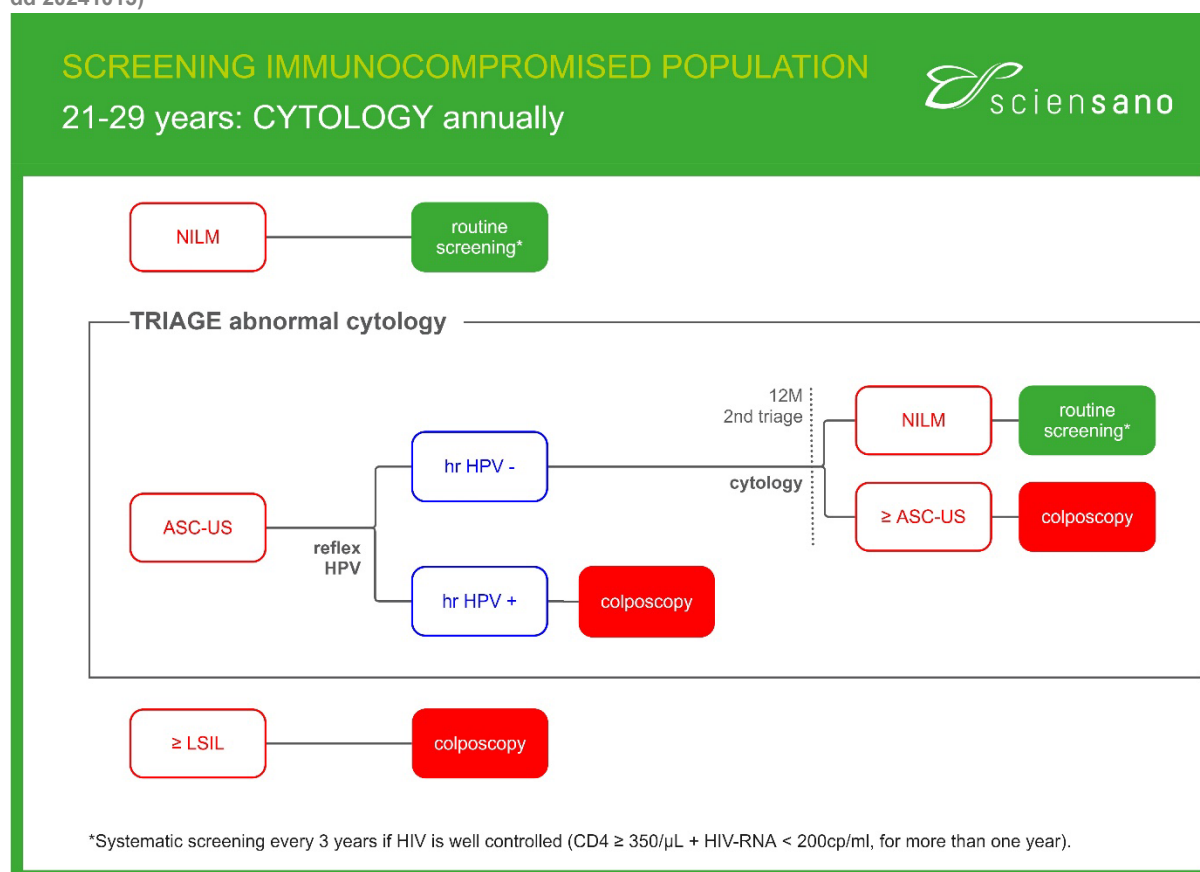 SCREENING IMMUNOCOMPROMISED POPULATION
21-29 years: CYTOLOGY annually
sciensano
NILM
routine
screening*
TRIAGE abnormal cytology
12M
2nd triage
cytology
NILM
routine
screening*
hr HPV -
≥ ASC-US
colposcopy
ASC-US
reflex
HPV
hr HPV +
colposcopy
≥ LSIL
colposcopy
*Systematic screening every 3 years if HIV is well controlled (CD4 ≥ 350/µL + HIV-RNA < 200cp/ml, for more than one year).